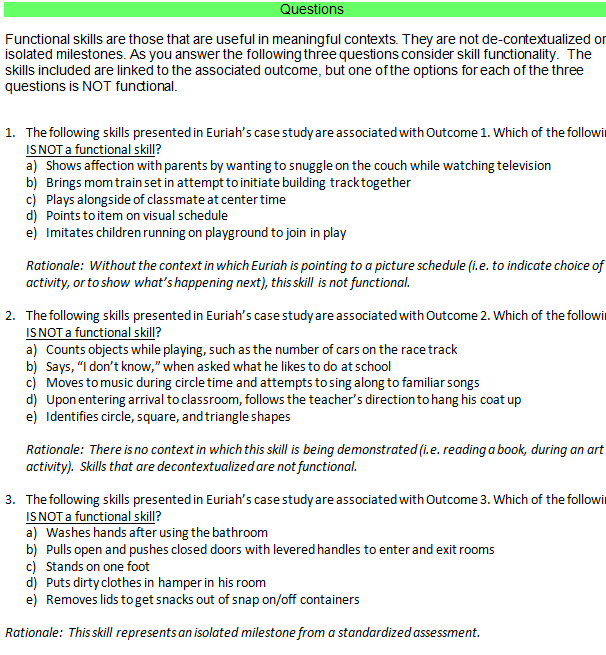 Questions
Functional skills are those that are useful in meaningful contexts. They are not de-contextualized or
isolated milestones. As you answer the following three questions consider skill functionality. The
skills included are linked to the associated outcome, but one of the options for each of the three
questions is NOT functional.
1. The following skills presented in Euriah's case study are associated with Outcome 1. Which of the
IS NOT a functional skill?
a) Shows affection with parents by wanting to snuggle on the couch while watching television
b) Brings mom train set in attempt to initiate building track together
c) Plays alongside of classmate at center time
d) Points to item on visual schedule
e) Imitates children running on playground to join in play
Rationale: Without the context in which Euriah is pointing to a picture schedule (i.e. to indicate choice of
activity, or to show what's happening next), this skill is not functional.
2. The following skills presented in Euriah's case study are associated with Outcome 2. Which of the
IS NOT a functional skill?
a) Counts objects while playing, such as the number of cars on the race track
b) Says, "I don't know," when asked what he likes to do at school
c) Moves to music during circle time and attempts to sing along to familiar songs
d) Upon entering arrival to classroom, follows the teacher's direction to hang his coat up
e) Identifies circle, square, and triangle shapes
Rationale: There is no context in which this skill is being demonstrated (i.e. reading a book, during an art
activity). Skills that are decontextualized are not functional.
3. The following skills presented in Euriah's case study are associated with Outcome 3. Which of the
IS NOT a functional skill?
a) Washes hands after using the bathroom
b) Pulls open and pushes closed doors with levered handles to enter and exit rooms
c) Stands on one foot
d) Puts dirty clothes in hamper in his room
e) Removes lids to get snacks out of snap on/off containers
Rationale: This skill represents an isolated milestone from a standardized assessment.